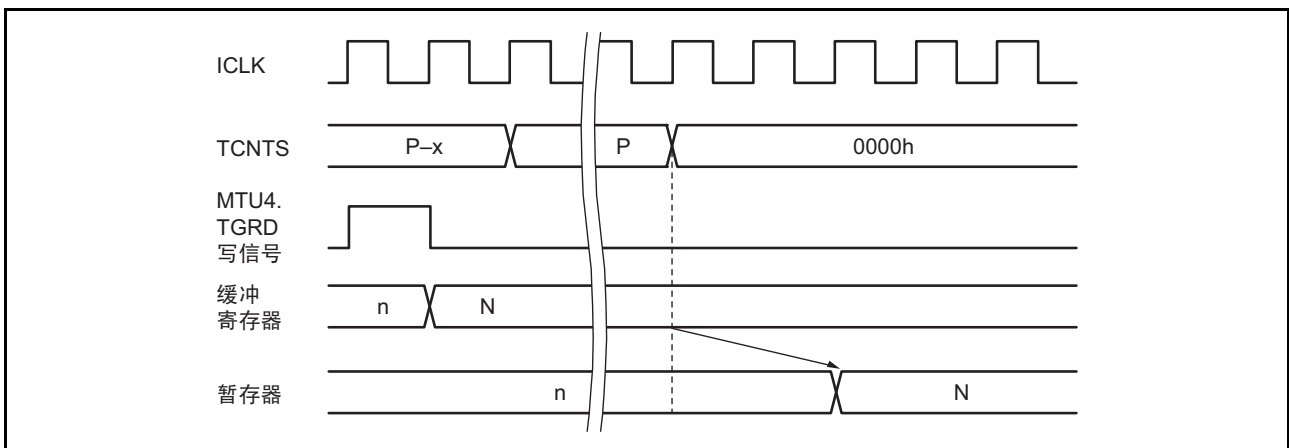 ICLK
TCNTS
P–x
P
0000h
MTU4.
TGRD
写信号
缓冲
寄存器
n
N
暂存器
n
N